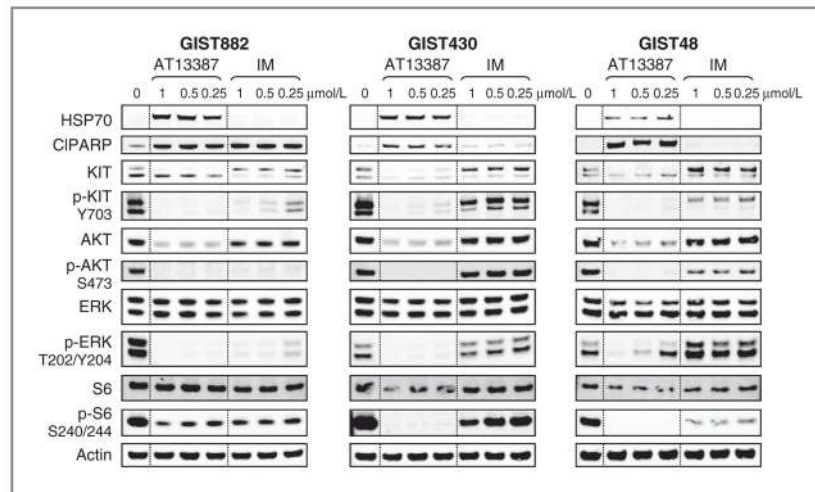 GIST882 GIST430 GIST48
AT13387 IM AT13387 IM AT13387 IM
0 1 0.5 0.25 1 0.5 0.25 μmol/L 0 1 0.5 0.25 1 0.5 0.25 μmol/L 0 1 0.5 0.25 1 0.5 0.25 μmol/L
HSP70
ClPARP
KIT
p-KIT
Y703
AKT
p-AKT
S473
ERK
p-ERK
T202/Y204
S6
p-S6
S240/244
Actin